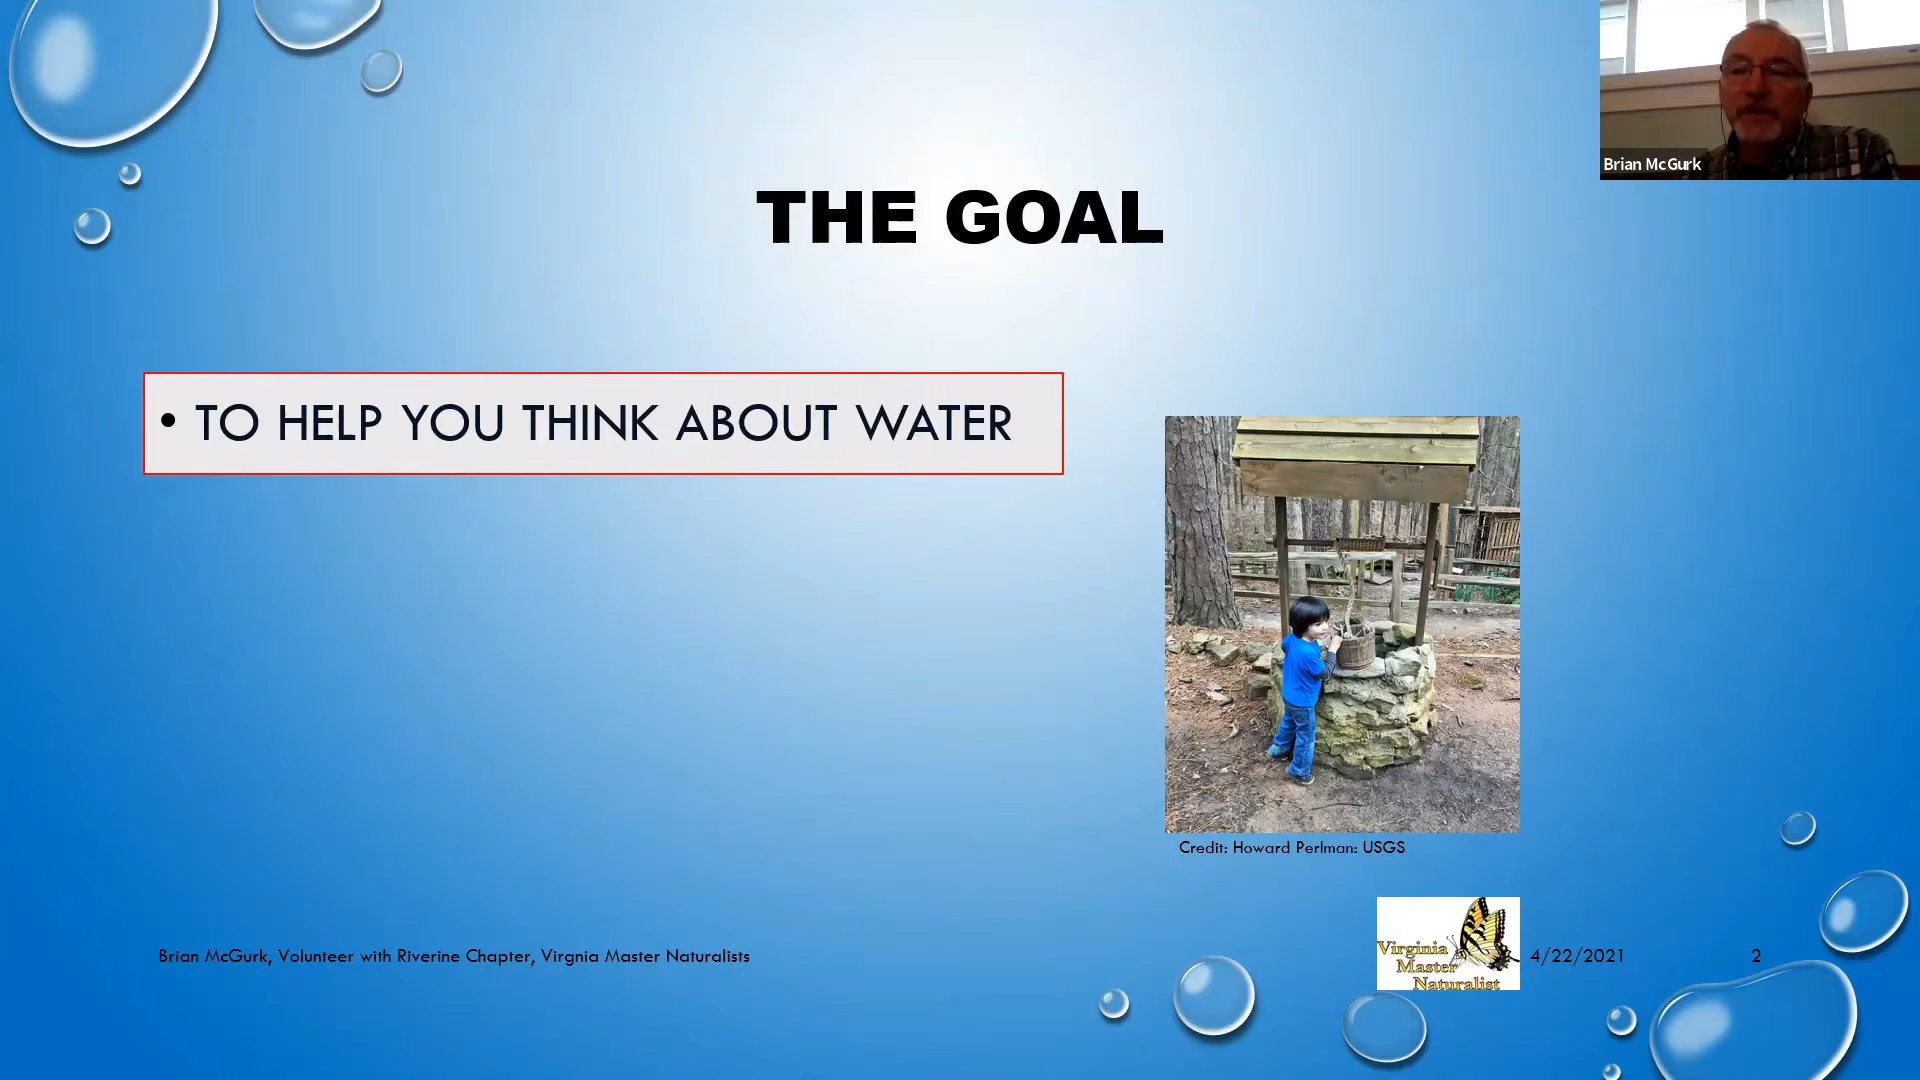 Brian McGurk
THE GOAL
• TO HELP YOU THINK ABOUT WATER
Credit: Howard Perlman: USGS
Brian McGurk, Volunteer with Riverine Chapter, Virgnia Master Naturalists
Virginia
Master
Naturalist
4/22/2021
2